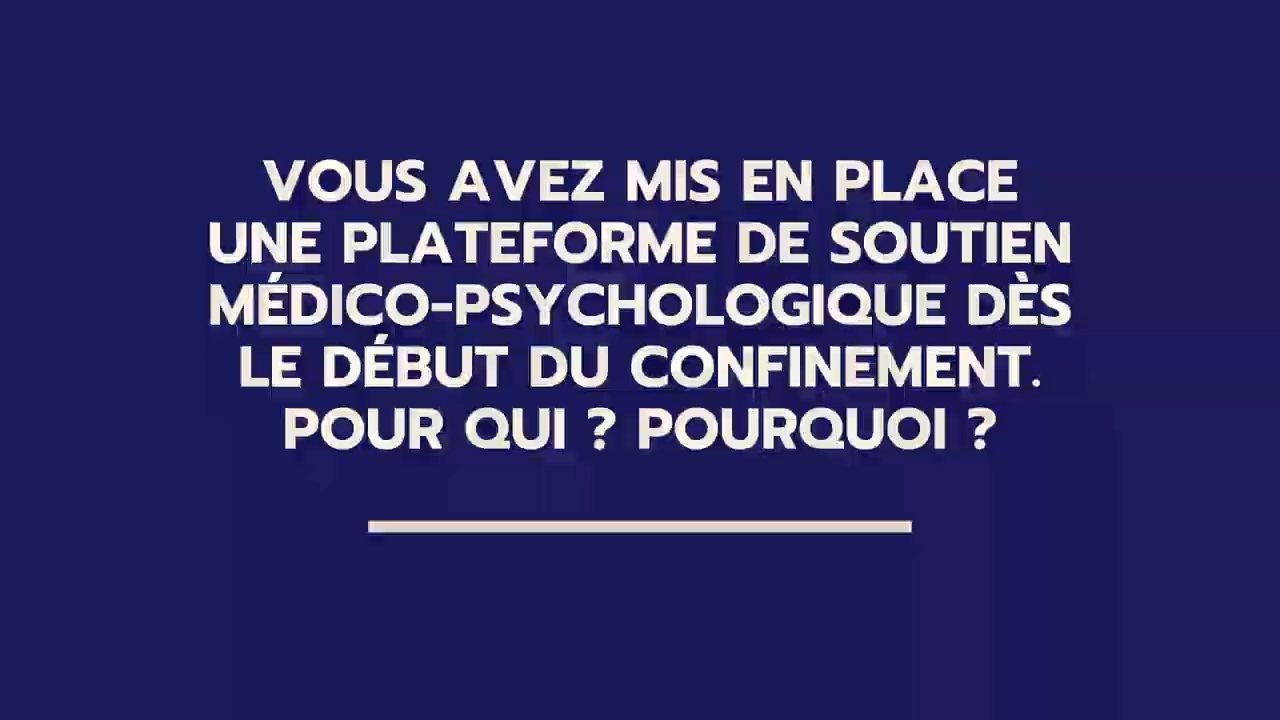 VOUS AVEZ MIS EN PLACE
UNE PLATEFORME DE SOUTIEN
MÉDICO-PSYCHOLOGIQUE DÈS
LE DÉBUT DU CONFINEMENT.
POUR QUI ? POURQUOI ?